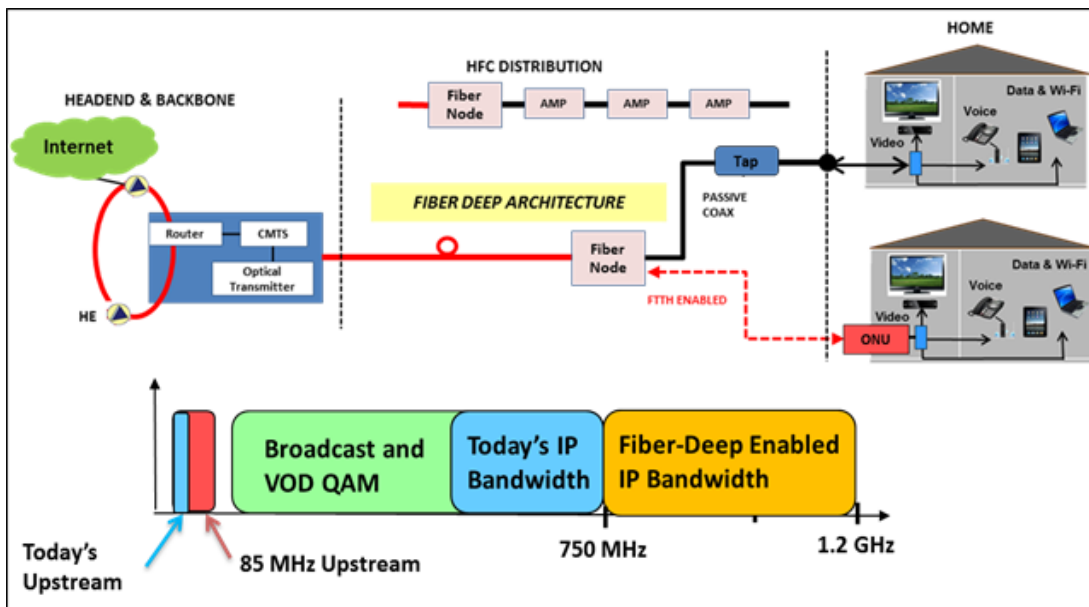 HOME
HFC DISTRIBUTION
HEADEND & BACKBONE
Internet
Fiber
Node
AMP
AMP
AMP
Data & Wi-Fi
Voice
Video
Tap
PASSIVE
COAX
FIBER DEEP ARCHITECTURE
Router
CMTS
Optical
Transmitter
HE
Fiber
Node
FTTH ENABLED
Data & Wi-Fi
Voice
Video
ONU
Broadcast and
VOD QAM
Today's IP
Bandwidth
Fiber-Deep Enabled
IP Bandwidth
750 MHz
1.2 GHz
Today's
Upstream
85 MHz Upstream